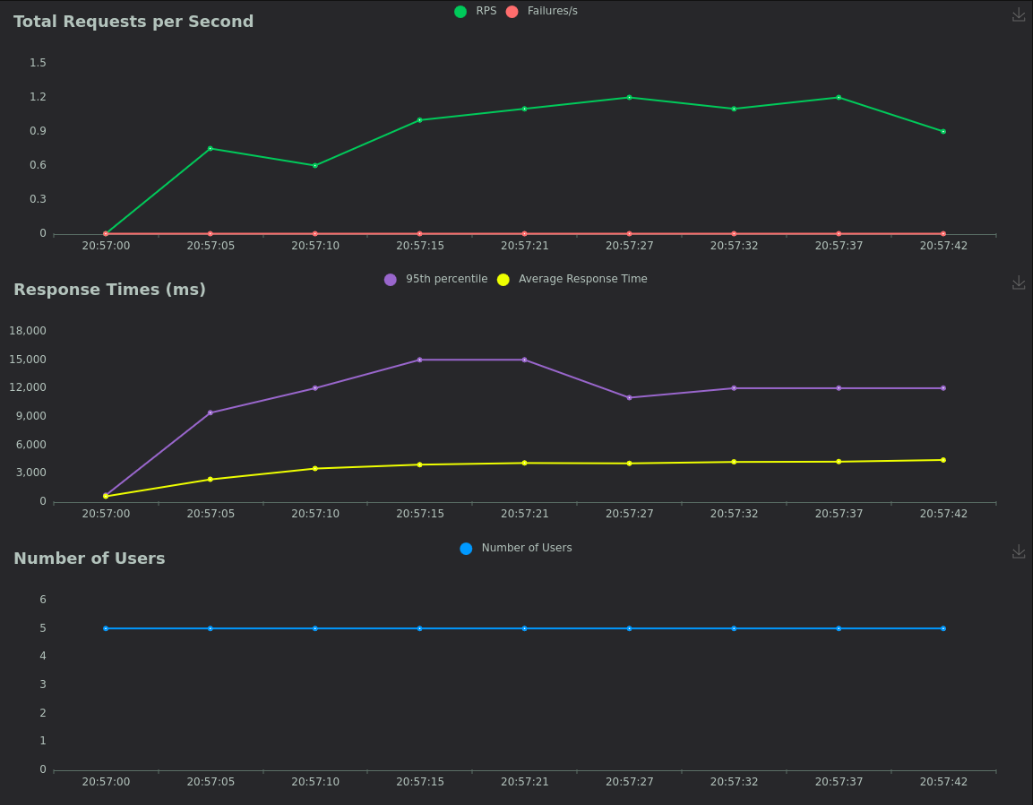 Total Requests per Second
RPS Failures/s
1.5
1.2
0.9
0.6
0.3
0
20:57:00 20:57:05 20:57:10 20:57:15 20:57:21 20:57:27 20:57:32 20:57:37 20:57:42
Response Times (ms)
95th percentile Average Response Time
18,000
15,000
12,000
9,000
6,000
3,000
0
20:57:00 20:57:05 20:57:10 20:57:15 20:57:21 20:57:27 20:57:32 20:57:37 20:57:42
Number of Users
Number of Users
6
5
4
3
2
1
0
20:57:00 20:57:05 20:57:10 20:57:15 20:57:21 20:57:27 20:57:32 20:57:37 20:57:42